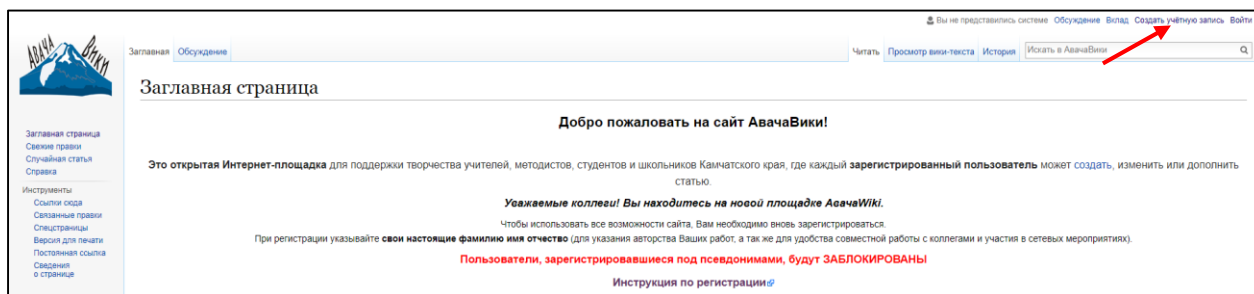 Вы не представились системе Обсуждение Вклад Создать учётную запись Войти
АВАЧА ВИКИ
Заглавная Обсуждение Читать Просмотр вики-текста История Искать в АвачаВики
Заглавная страница
Добро пожаловать на сайт АвачаВики!
Заглавная страница
Свежие правки
Случайная статья
Справка
Инструменты
Ссылки сюда
Связанные правки
Спецстраницы
Версия для печати
Постоянная ссылка
Сведения
о странице
Это открытая Интернет-площадка для поддержки творчества учителей, методистов, студентов и школьников Камчатского края, где каждый зарегистрированный пользователь может создать, изменить или дополнить
статью.
Уважаемые коллеги! Вы находитесь на новой площадке АвачаWiki.
Чтобы использовать все возможности сайта, Вам необходимо вновь зарегистрироваться.
При регистрации указывайте свои настоящие фамилию имя отчество (для указания авторства Ваших работ, а так же для удобства совместной работы с коллегами и участия в сетевых мероприятиях).
Пользователи, зарегистрировавшиеся под псевдонимами, будут ЗАБЛОКИРОВАНЫ
Инструкция по регистрации